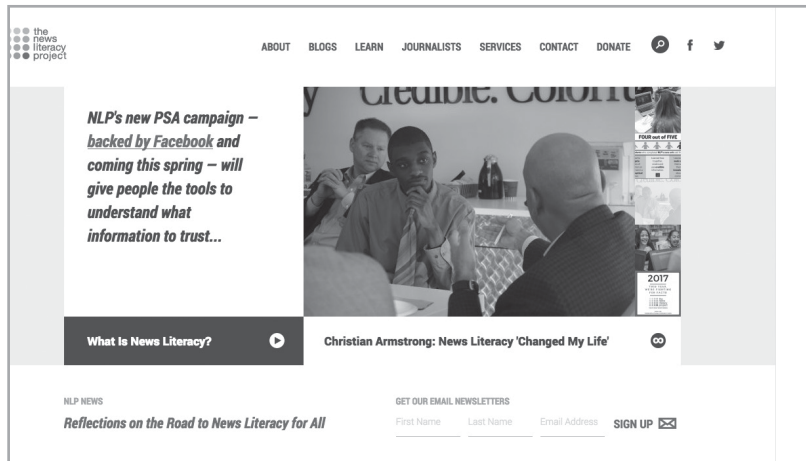 the
news
literacy
project
ABOUT BLOGS LEARN JOURNALISTS SERVICES CONTACT DONATE
NLP's new PSA campaign –
backed by Facebook and
coming this spring – will
give people the tools to
understand what
information to trust...
Credible. Colorf
FOUR out of FIVE
2017
What Is News Literacy?
Christian Armstrong: News Literacy 'Changed My Life'
NLP NEWS
Reflections on the Road to News Literacy for All
GET OUR EMAIL NEWSLETTERS
First Name Last Name Email Address SIGN UP